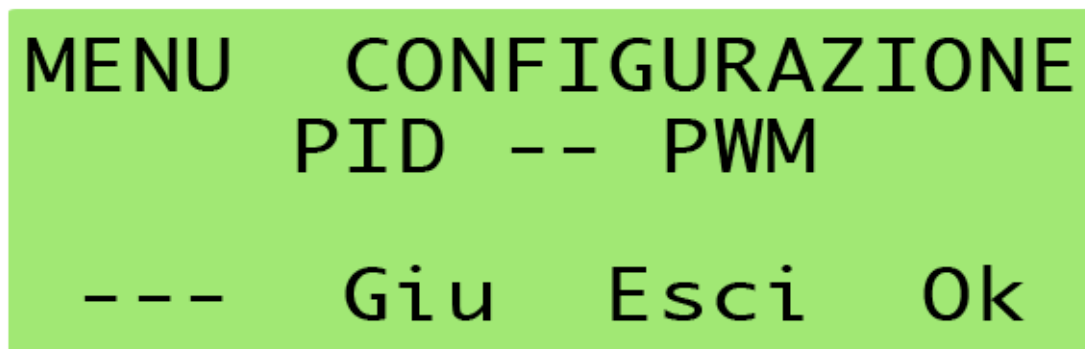 MENU  CONFIGURAZIONE
PID -- PWM
---  Giu  Esci  Ok